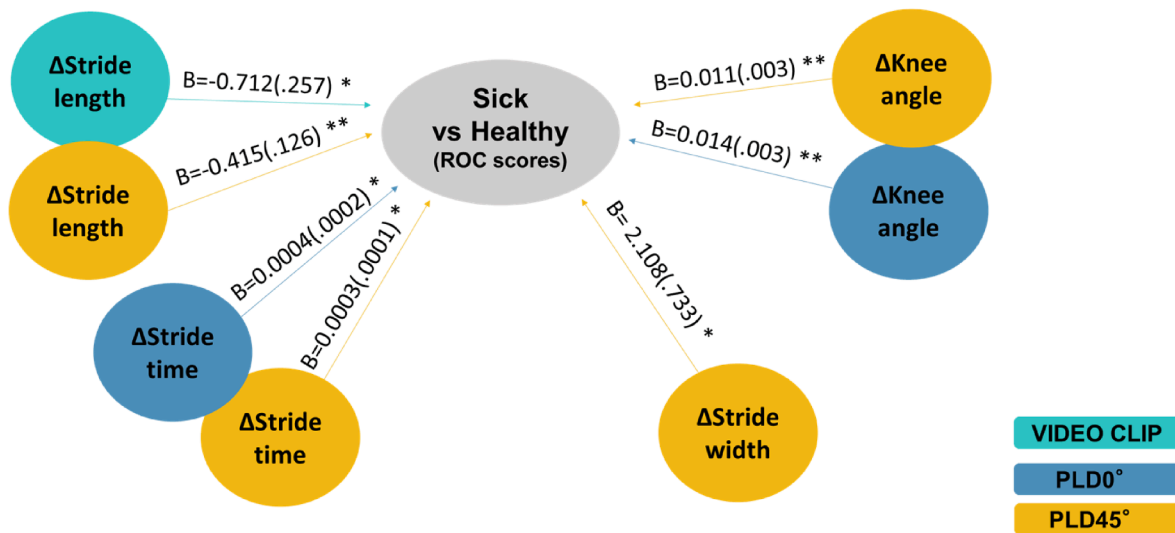 ΔStride
length
B=-0.712(.257) *
Sick
vs Healthy
(ROC scores)
B=0.011(.003) **
ΔKnee
angle
ΔStride
length
B=-0.415(.126) **
B=0.014(.003) **
ΔKnee
angle
ΔStride
time
B=0.0004(.0002) *
ΔStride
time
B=0.0003(.0001) *
B= 2.108(.733) *
ΔStride
width
VIDEO CLIP
PLD0°
PLD45°